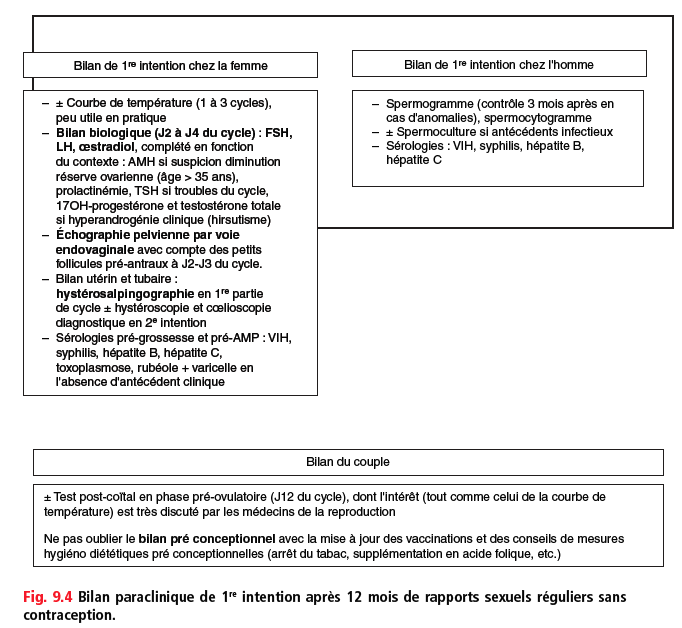 Bilan de 1re intention chez la femme
– ± Courbe de température (1 à 3 cycles),
peu utile en pratique
– Bilan biologique (J2 à J4 du cycle) : FSH,
LH, œstradiol, complété en fonction
du contexte : AMH si suspicion diminution
réserve ovarienne (âge > 35 ans),
prolactinémie, TSH si troubles du cycle,
17OH-progestérone et testostérone totale
si hyperandrogénie clinique (hirsutisme)
– Échographie pelvienne par voie
endovaginale avec compte des petits
follicules pré-antraux à J2-J3 du cycle.
– Bilan utérin et tubaire :
hystérosalpingographie en 1re partie
de cycle ± hystéroscopie et cœlioscopie
diagnostique en 2e intention
– Sérologies pré-grossesse et pré-AMP : VIH,
syphilis, hépatite B, hépatite C,
toxoplasmose, rubéole + varicelle en
l'absence d'antécédent clinique
Bilan de 1re intention chez l'homme
– Spermogramme (contrôle 3 mois après en
cas d'anomalies), spermocytogramme
– ± Spermoculture si antécédents infectieux
– Sérologies : VIH, syphilis, hépatite B,
hépatite C
Bilan du couple
± Test post-coïtal en phase pré-ovulatoire (J12 du cycle), dont l'intérêt (tout comme celui de la courbe de
température) est très discuté par les médecins de la reproduction
Ne pas oublier le bilan pré conceptionnel avec la mise à jour des vaccinations et des conseils de mesures
hygiéno diététiques pré conceptionnelles (arrêt du tabac, supplémentation en acide folique, etc.)
Fig. 9.4 Bilan paraclinique de 1re intention après 12 mois de rapports sexuels réguliers sans
contraception.